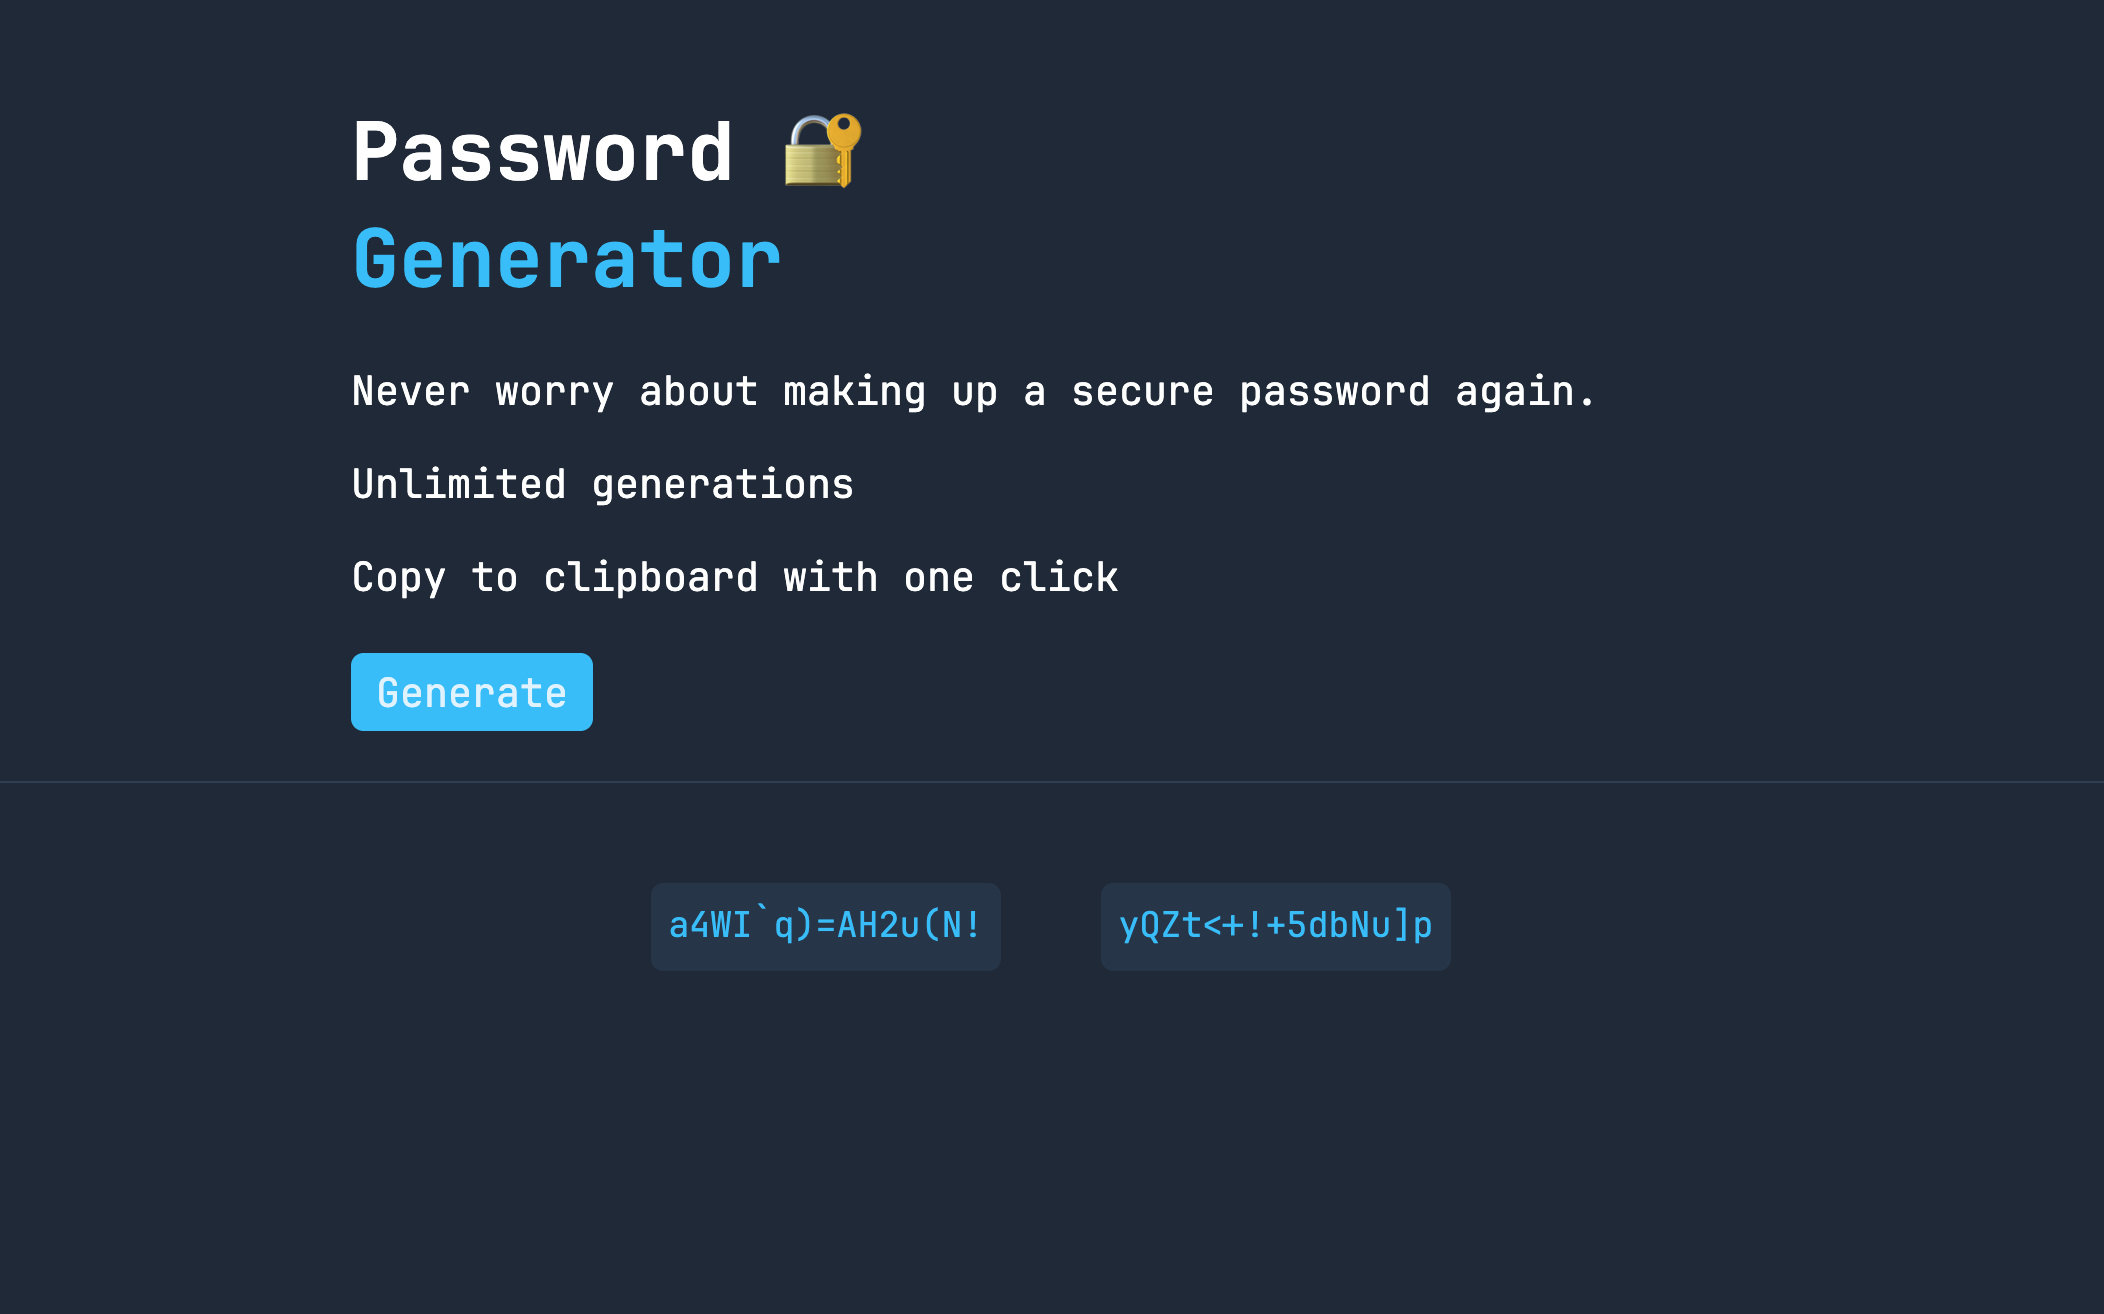 Password 🔐
Generator
Never worry about making up a secure password again.
Unlimited generations
Copy to clipboard with one click
Generate
a4WI`q)=AH2u(N!
yQZt<+!+5dbNu]p